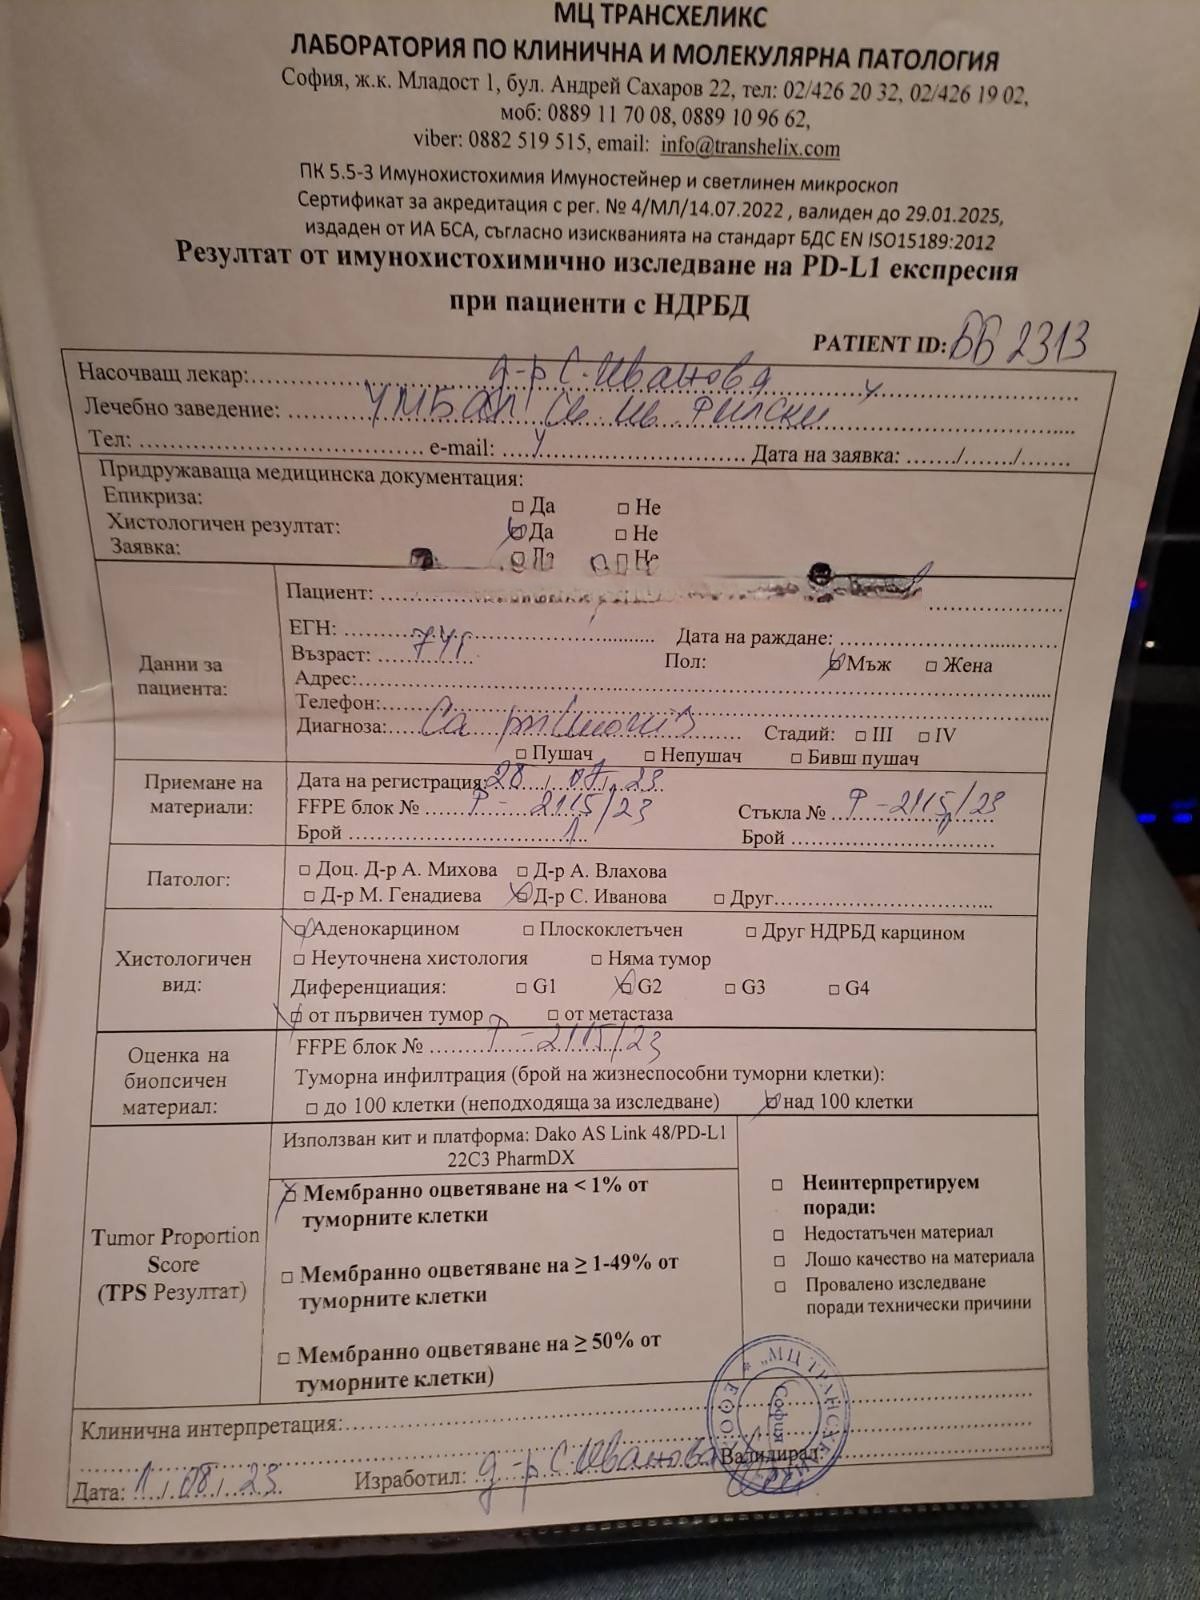 МЦ ТРАНСХЕЛИКС
ЛАБОРАТОРИЯ ПО КЛИНИЧНА И МОЛЕКУЛЯРНА ПАТОЛОГИЯ
София, ж.к. Младост 1, бул. Андрей Сахаров 22, тел: 02/426 20 32, 02/426 19 02,
моб: 0889 11 70 08, 0889 10 96 62,
viber: 0882 519 515, email: info@transhelix.com
ПК 5.5-3 Имунохистохимия Имуностейнер и светлинен микроскоп
Сертификат за акредитация с рег. № 4/МЛ/14.07.2022 , валиден до 29.01.2025,
издаден от ИА БСА, съгласно изискванията на стандарт БДС EN ISO15189:2012
Резултат от имунохистохимично изследване на PD-L1 експресия
при пациенти с НДРБД
PATIENT ID: ББ 2313
Насочващ лекар: д-р С. Иванова
Лечебно заведение: УМБАЛ Св. Ив. Рилски
Тел: e-mail: Дата на заявка: ......./......./.......
Придружаваща медицинска документация:
Епикриза: □ Да □ Не
Хистологичен резултат: □ Да □ Не
Заявка: □ Да □ Не
Данни за пациента:
Пациент:
ЕГН: Дата на раждане:
Възраст: 74г Пол: □ Мъж □ Жена
Адрес:
Телефон:
Диагноза: Ca pulmonis Стадий: □ III □ IV
□ Пушач □ Непушач □ Бивш пушач
Приемане на материали:
Дата на регистрация: 28 / 07 / 23
FFPE блок № P - 2115/23 Стъкла № P - 2115/23
Брой 1 Брой
Патолог:
□ Доц. Д-р А. Михова □ Д-р А. Влахова
□ Д-р М. Генадиева □ Д-р С. Иванова □ Друг
Хистологичен вид:
□ Аденокарцином □ Плоскоклетъчен □ Друг НДРБД карцином
□ Неуточнена хистология □ Няма тумор
Диференциация: □ G1 □ G2 □ G3 □ G4
□ от първичен тумор □ от метастаза
Оценка на биопсичен материал:
FFPE блок № P - 2115/23
Туморна инфилтрация (брой на жизнеспособни туморни клетки):
□ до 100 клетки (неподходяща за изследване) □ над 100 клетки
Tumor Proportion
Score
(TPS Резултат)
Използван кит и платформа: Dako AS Link 48/PD-L1
22C3 PharmDX
□ Мембранно оцветяване на < 1% от
туморните клетки
□ Мембранно оцветяване на ≥ 1-49% от
туморните клетки
□ Мембранно оцветяване на ≥ 50% от
туморните клетки)
□ Неинтерпретируем
поради:
□ Недостатъчен материал
□ Лошо качество на материала
□ Провалено изследване
поради технически причини
Клинична интерпретация:
Дата: 1 / 08 / 23 Изработил: д-р С. Иванова Валидирал:
София